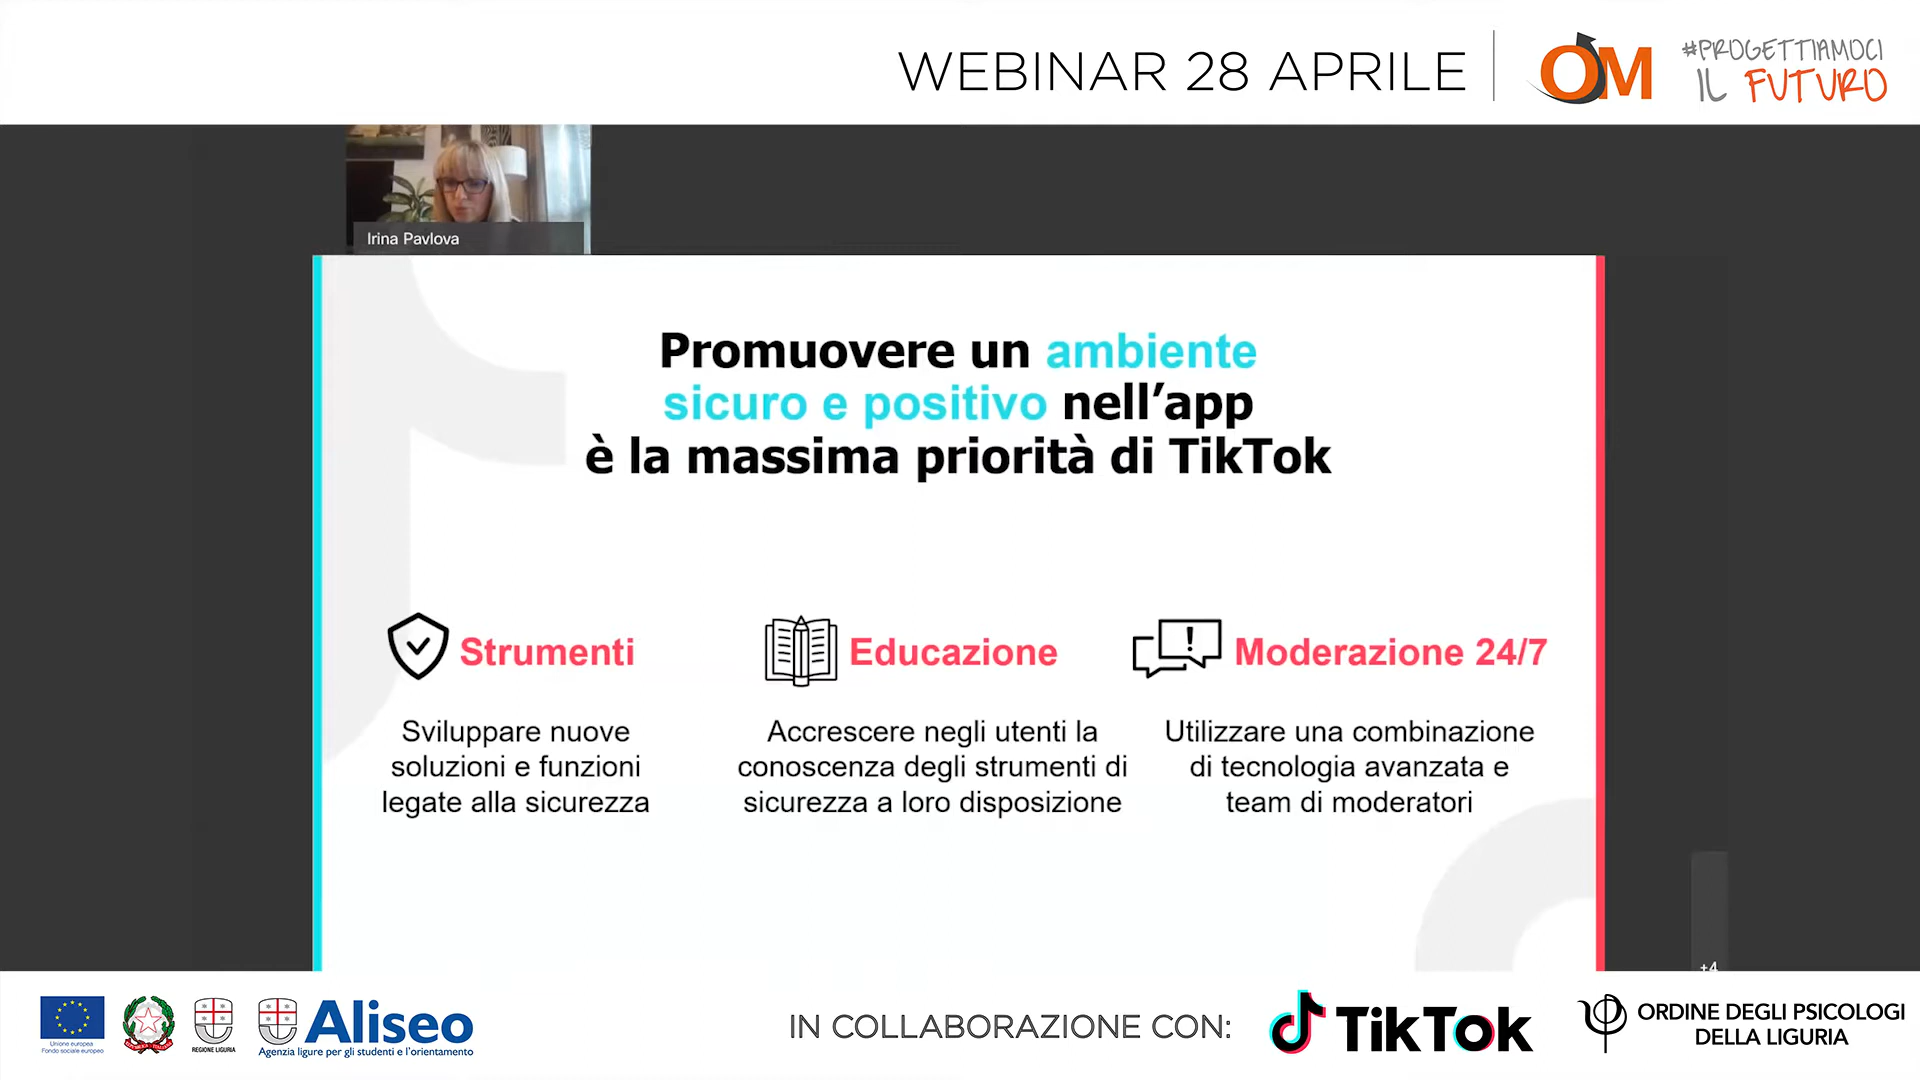 WEBINAR 28 APRILE
OM
#PROGETTIAMOCI
IL FUTURO
Irina Pavlova
Promuovere un ambiente
sicuro e positivo nell’app
è la massima priorità di TikTok
Strumenti
Sviluppare nuove
soluzioni e funzioni
legate alla sicurezza
Educazione
Accrescere negli utenti la
conoscenza degli strumenti di
sicurezza a loro disposizione
Moderazione 24/7
Utilizzare una combinazione
di tecnologia avanzata e
team di moderatori
+4
Unione europea
Fondo sociale europeo
REGIONE LIGURIA
Aliseo
Agenzia ligure per gli studenti e l'orientamento
IN COLLABORAZIONE CON:
TikTok
ORDINE DEGLI PSICOLOGI
DELLA LIGURIA